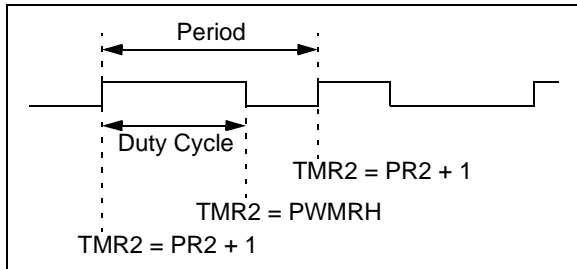 Period
Duty Cycle
TMR2 = PR2 + 1
TMR2 = PWMRH
TMR2 = PR2 + 1